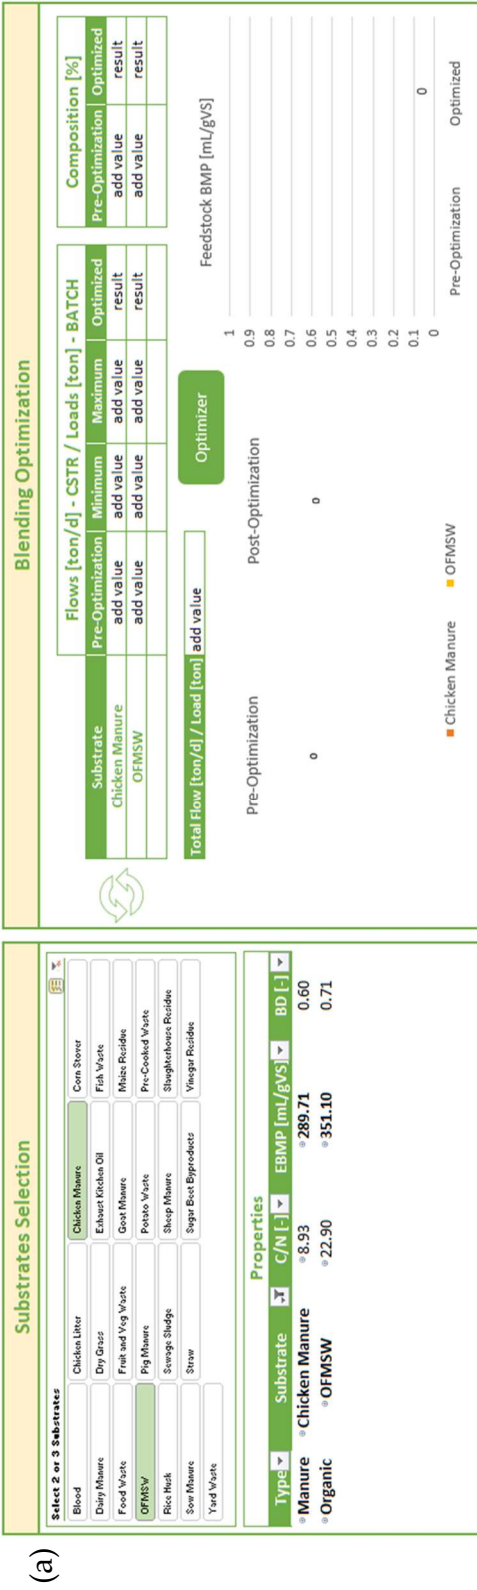 (a)
Substrates Selection
Select 2 or 3 Substrates
Blood Chicken Litter Chicken Manure Corn Stover
Dairy Manure Dry Grass Exhaust Kitchen Oil Fish Waste
Food Waste Fruit and Veg Waste Goat Manure Maize Residue
OFMSW Pig Manure Potato Waste Pre-Cooked Waste
Rice Husk Sewage Sludge Sheep Manure Slaughterhouse Residue
Sow Manure Straw Sugar Beet Byproducts Vinegar Residue
Yard Waste
Properties
Type Substrate C/N [-] EBMP [mL/gVS] BD [-]
Manure Chicken Manure 8.93 289.71 0.60
Organic OFMSW 22.90 351.10 0.71
Blending Optimization
Flows [ton/d] - CSTR / Loads [ton] - BATCH Composition [%]
Substrate Pre-Optimization Minimum Maximum Optimized Pre-Optimization Optimized
Chicken Manure add value add value add value result add value result
OFMSW add value add value add value result add value result
Total Flow [ton/d] / Load [ton] add value
Optimizer
Pre-Optimization Post-Optimization
0 0
Chicken Manure OFMSW
Feedstock BMP [mL/gVS]
1
0.9
0.8
0.7
0.6
0.5
0.4
0.3
0.2
0.1
0
0
Pre-Optimization Optimized